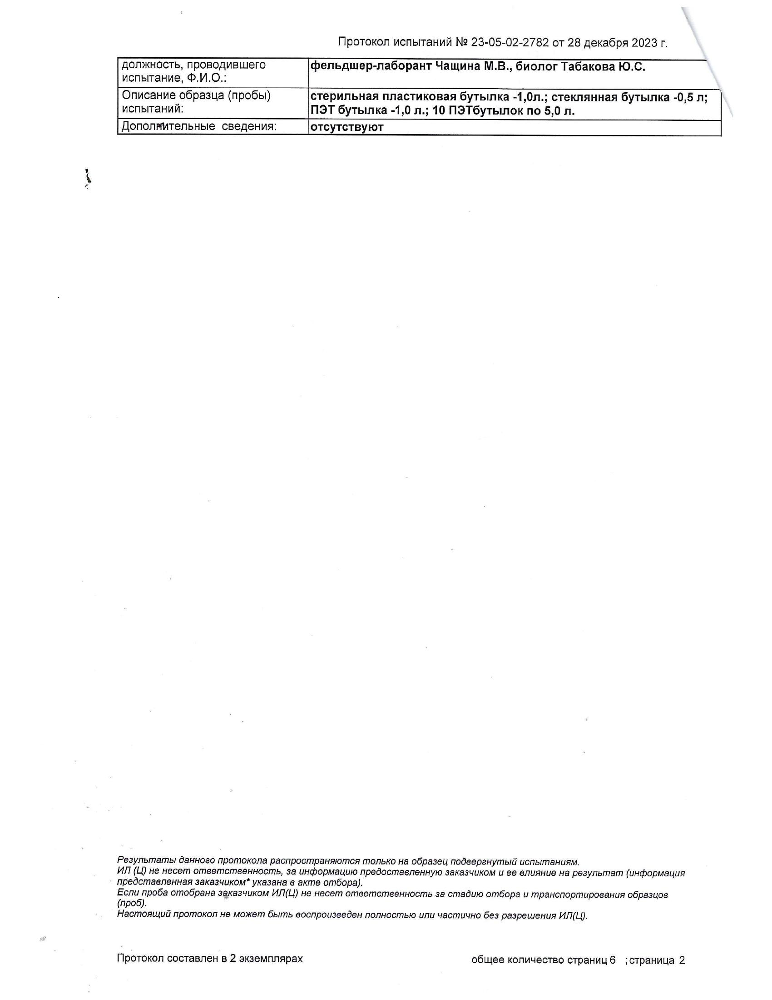 Протокол испытаний № 23-05-02-2782 от 28 декабря 2023 г.
должность, проводившего
испытание, Ф.И.О.:
фельдшер-лаборант Чащина М.В., биолог Табакова Ю.С.
Описание образца (пробы)
испытаний:
стерильная пластиковая бутылка -1,0л.; стеклянная бутылка -0,5 л;
ПЭТ бутылка -1,0 л.; 10 ПЭТбутылок по 5,0 л.
Дополнительные сведения:
отсутствуют
Результаты данного протокола распространяются только на образец подвергнутый испытаниям.
ИЛ (Ц) не несет ответственность, за информацию предоставленную заказчиком и ее влияние на результат (информация
представленная заказчиком* указана в акте отбора).
Если проба отобрана заказчиком ИЛ(Ц) не несет ответственность за стадию отбора и транспортирования образцов
(проб).
Настоящий протокол не может быть воспроизведен полностью или частично без разрешения ИЛ(Ц).
Протокол составлен в 2 экземплярах
общее количество страниц 6 ; страница 2